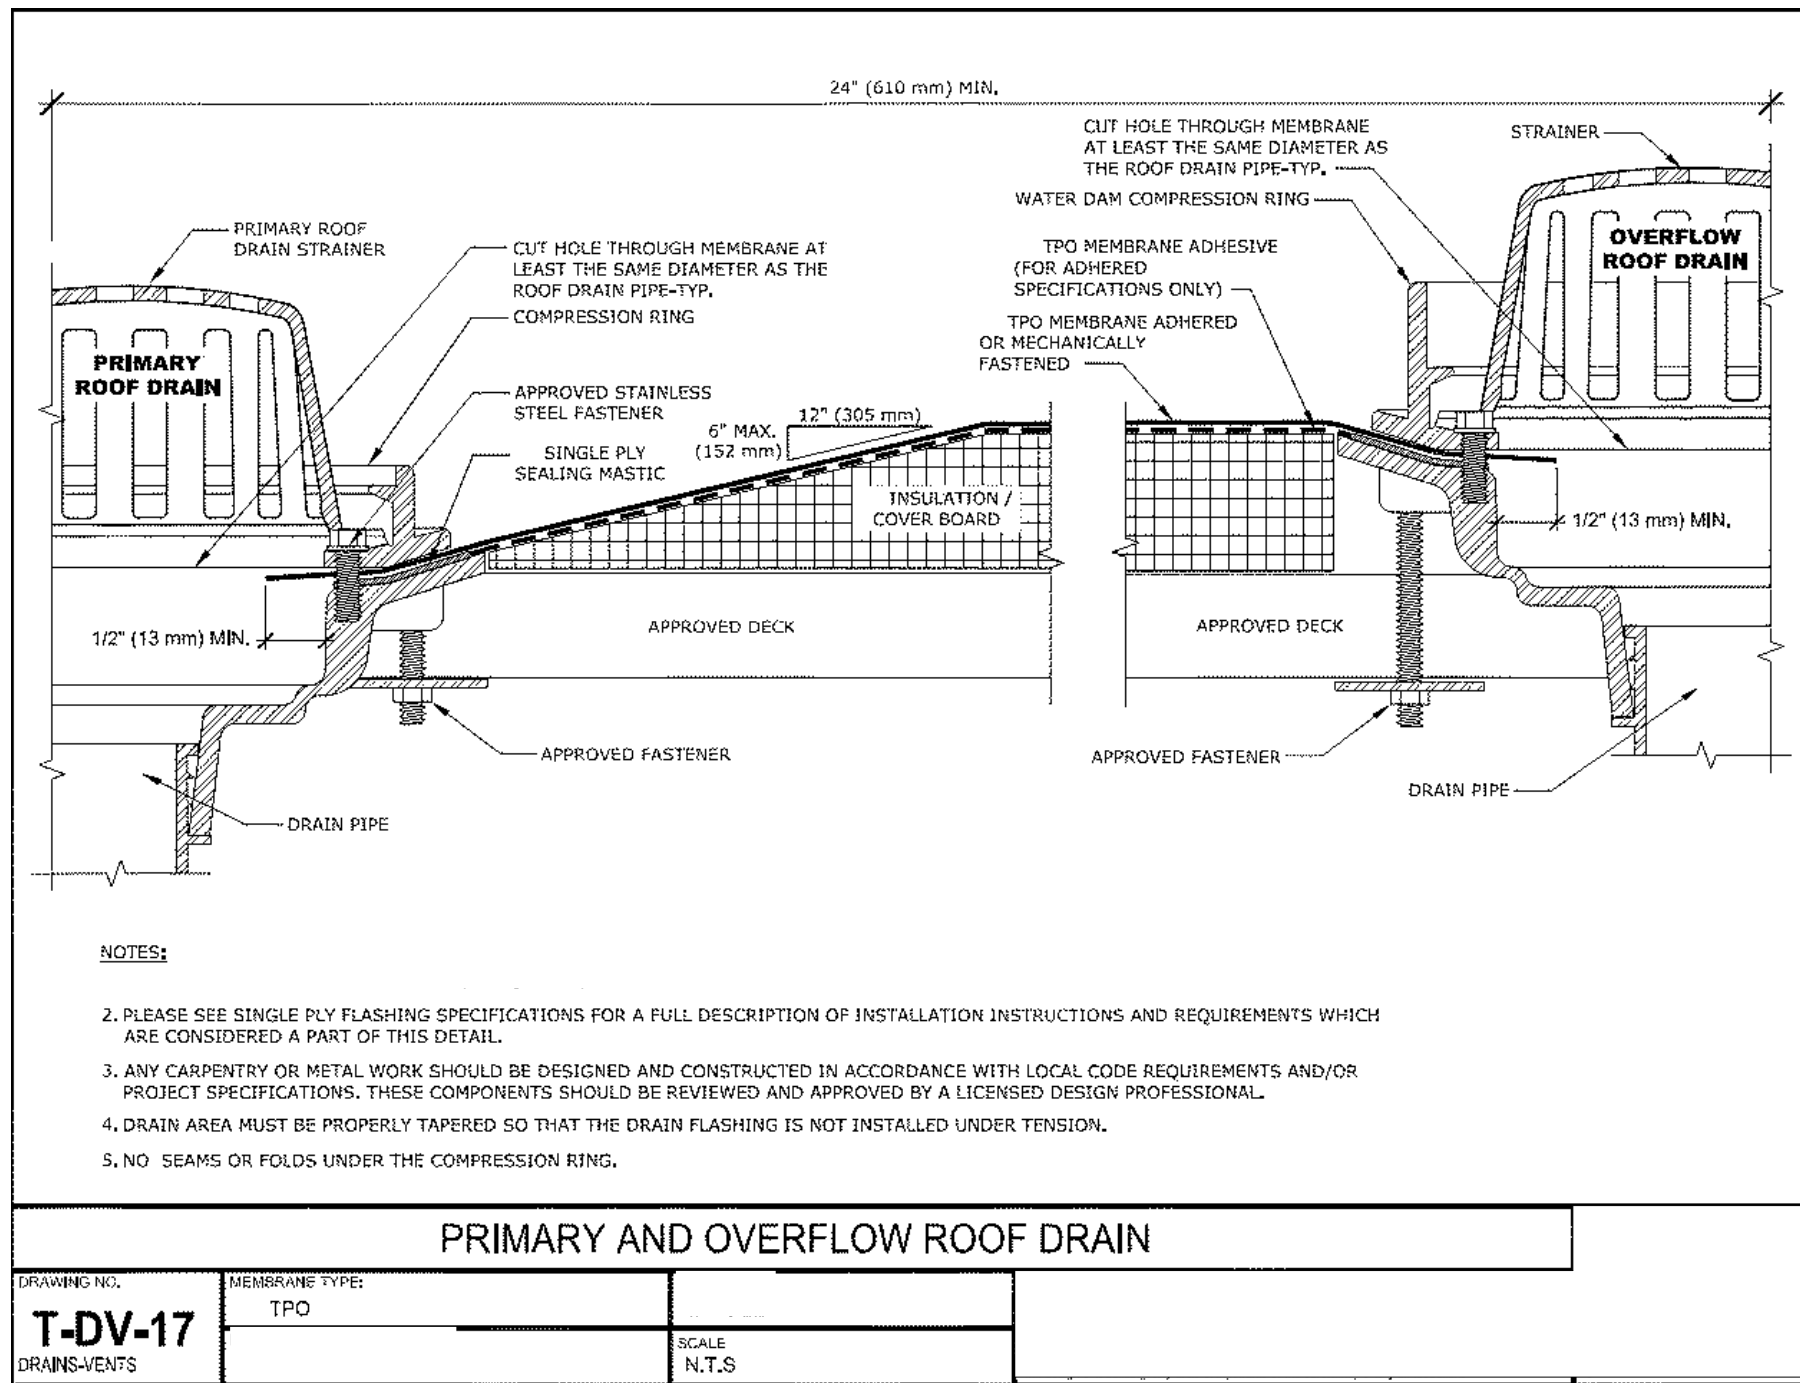 24" (610 mm) MIN.
CUT HOLE THROUGH MEMBRANE
AT LEAST THE SAME DIAMETER AS
THE ROOF DRAIN PIPE-TYP.
STRAINER
WATER DAM COMPRESSION RING
PRIMARY ROOF
DRAIN STRAINER
CUT HOLE THROUGH MEMBRANE AT
LEAST THE SAME DIAMETER AS THE
ROOF DRAIN PIPE-TYP.
TPO MEMBRANE ADHESIVE
(FOR ADHERED
SPECIFICATIONS ONLY)
OVERFLOW
ROOF DRAIN
COMPRESSION RING
TPO MEMBRANE ADHERED
OR MECHANICALLY
FASTENED
PRIMARY
ROOF DRAIN
APPROVED STAINLESS
STEEL FASTENER
12" (305 mm)
6" MAX.
(152 mm)
SINGLE PLY
SEALING MASTIC
INSULATION /
COVER BOARD
1/2" (13 mm) MIN.
1/2" (13 mm) MIN.
APPROVED DECK
APPROVED DECK
APPROVED FASTENER
APPROVED FASTENER
DRAIN PIPE
DRAIN PIPE
NOTES:
2. PLEASE SEE SINGLE PLY FLASHING SPECIFICATIONS FOR A FULL DESCRIPTION OF INSTALLATION INSTRUCTIONS AND REQUIREMENTS WHICH
ARE CONSIDERED A PART OF THIS DETAIL.
3. ANY CARPENTRY OR METAL WORK SHOULD BE DESIGNED AND CONSTRUCTED IN ACCORDANCE WITH LOCAL CODE REQUIREMENTS AND/OR
PROJECT SPECIFICATIONS. THESE COMPONENTS SHOULD BE REVIEWED AND APPROVED BY A LICENSED DESIGN PROFESSIONAL.
4. DRAIN AREA MUST BE PROPERLY TAPERED SO THAT THE DRAIN FLASHING IS NOT INSTALLED UNDER TENSION.
5. NO SEAMS OR FOLDS UNDER THE COMPRESSION RING.
PRIMARY AND OVERFLOW ROOF DRAIN
DRAWING NO.
T-DV-17
DRAINS-VENTS
MEMBRANE TYPE:
TPO
SCALE
N.T.S